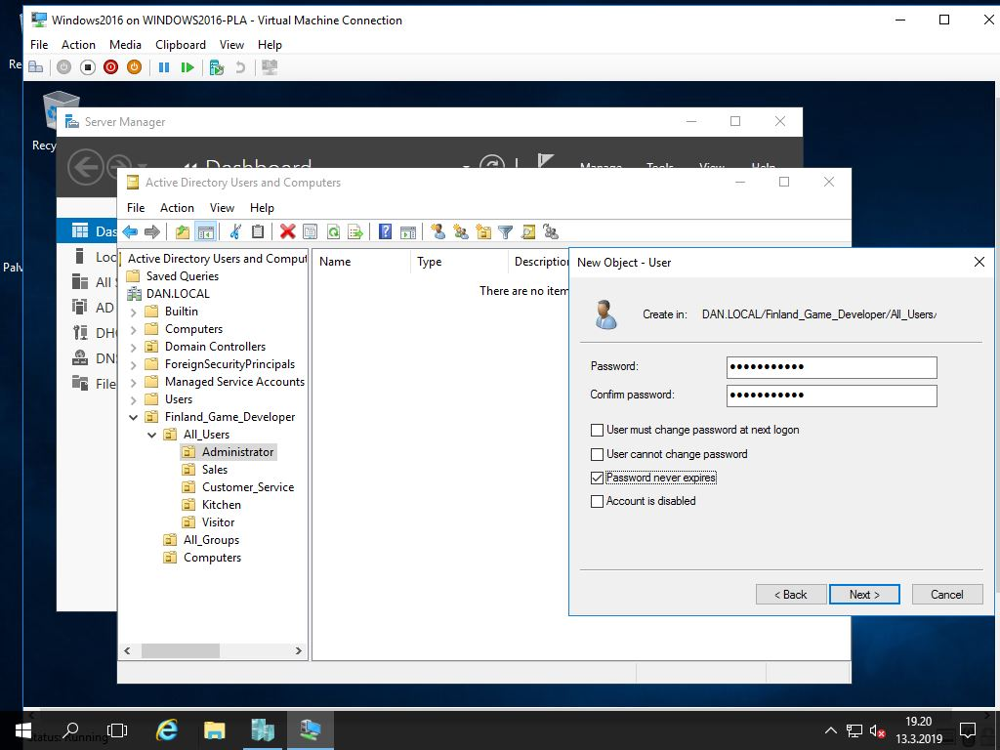 Windows2016 on WINDOWS2016-PLA - Virtual Machine Connection
File Action Media Clipboard View Help
Re
Recy
Server Manager
Dashboard
Manage Tools View Help
Active Directory Users and Computers
File Action View Help
Das
Loc
All S
AD
DHC
DNS
File
Palv
Active Directory Users and Comput
Saved Queries
DAN.LOCAL
Builtin
Computers
Domain Controllers
ForeignSecurityPrincipals
Managed Service Accounts
Users
Finland_Game_Developer
All_Users
Administrator
Sales
Customer_Service
Kitchen
Visitor
All_Groups
Computers
Name Type Description
There are no item
New Object - User
Create in: DAN.LOCAL/Finland_Game_Developer/All_Users/
Password: ●●●●●●●●●●●
Confirm password: ●●●●●●●●●●●
User must change password at next logon
User cannot change password
Password never expires
Account is disabled
< Back Next > Cancel
Status: Running
19.20
13.3.2019